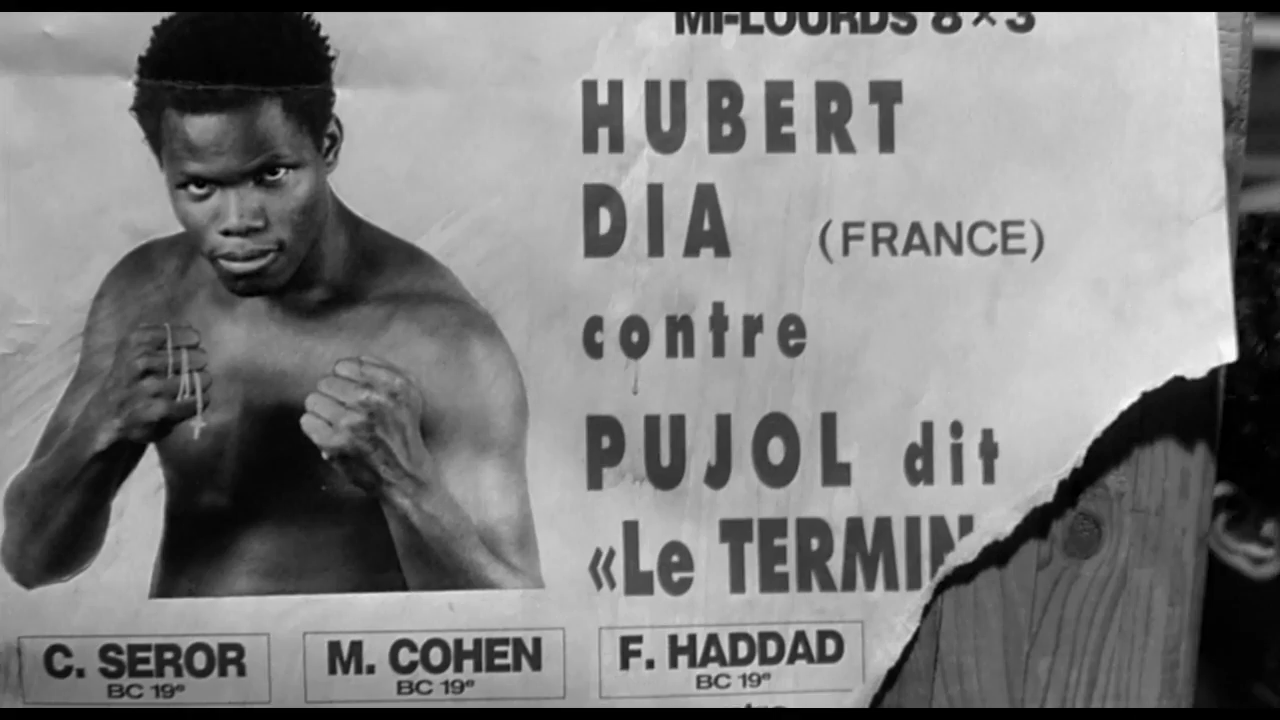 MI-LOURDS 8 × 3
HUBERT
DIA (FRANCE)
contre
PUJOL dit
«Le TERMIN
C. SEROR
BC 19e
M. COHEN
BC 19e
F. HADDAD
BC 19e